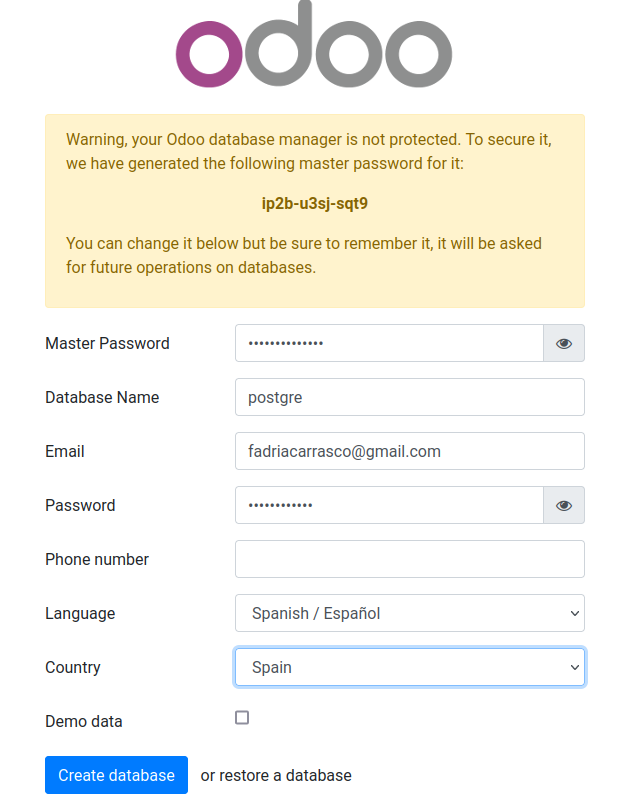 odoo
Warning, your Odoo database manager is not protected. To secure it,
we have generated the following master password for it:
ip2b-u3sj-sqt9
You can change it below but be sure to remember it, it will be asked
for future operations on databases.
Master Password ••••••••••••••
Database Name postgre
Email fadriacarrasco@gmail.com
Password ••••••••••••
Phone number
Language Spanish / Español
Country Spain
Demo data
Create database or restore a database